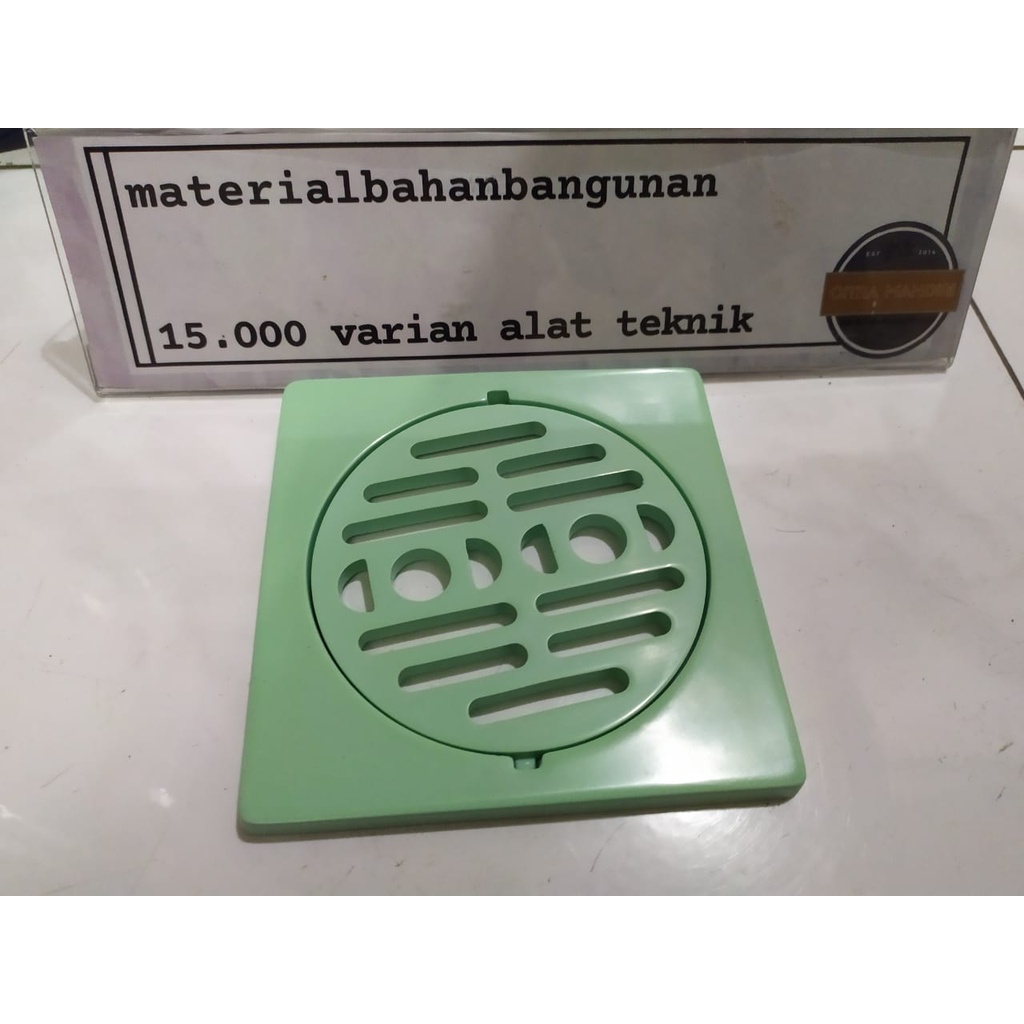 materialbahanbangunan
15.000 varian alat teknik